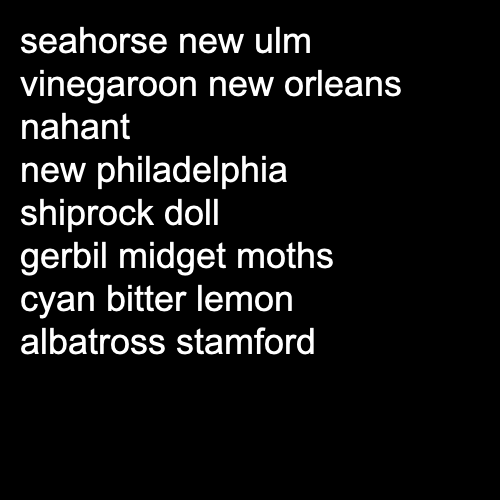 seahorse new ulm
vinegaroon new orleans
nahant
new philadelphia
shiprock doll
gerbil midget moths
cyan bitter lemon
albatross stamford